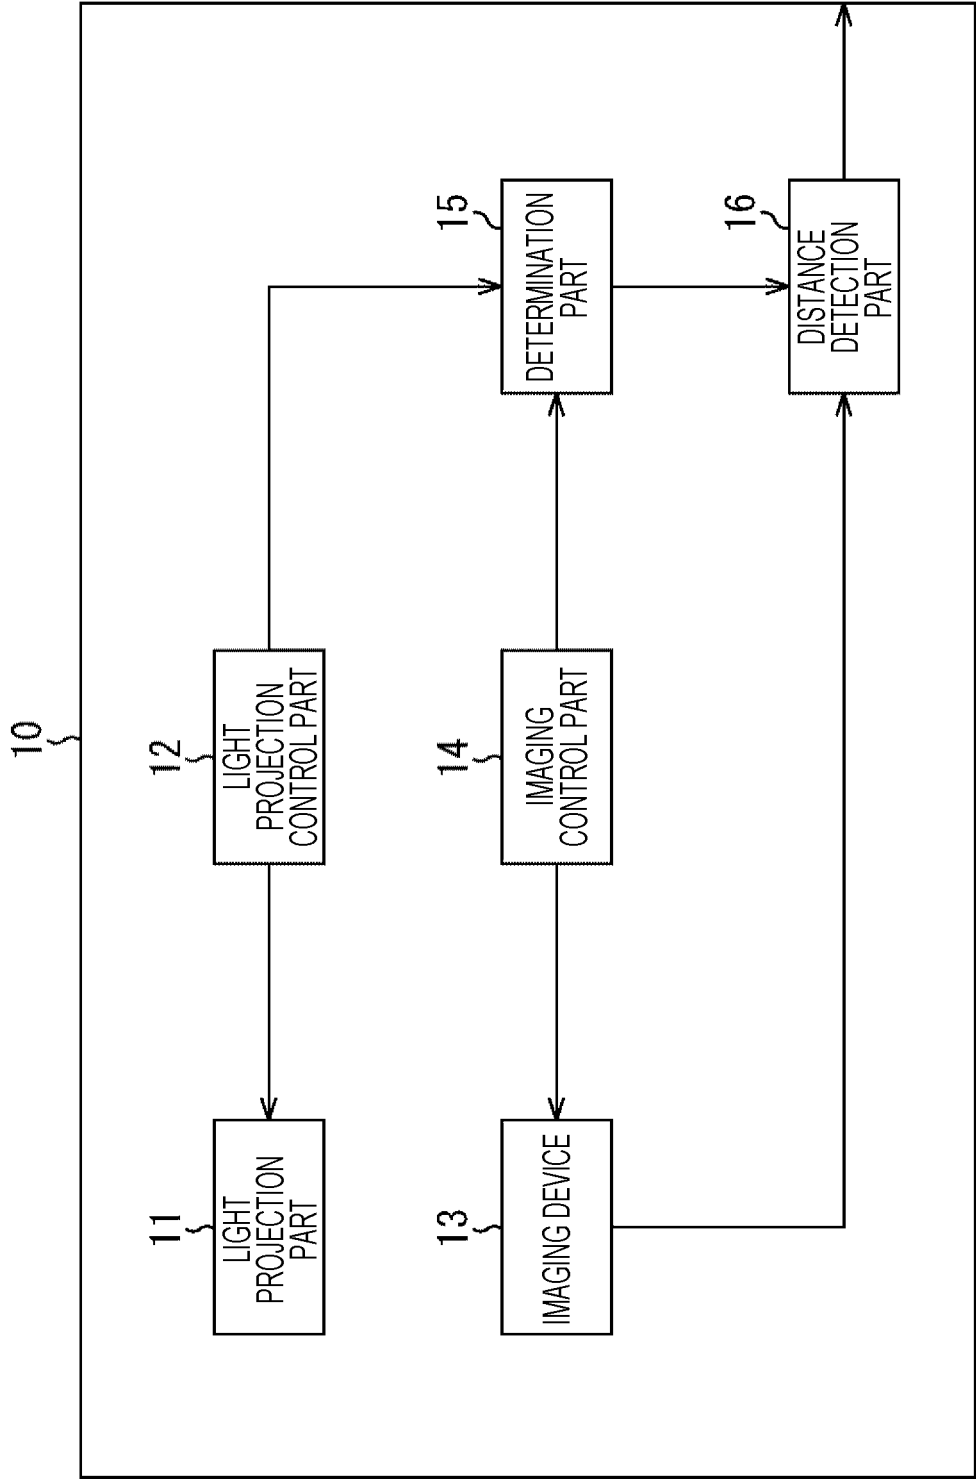 10
11
LIGHT
PROJECTION
PART
12
LIGHT
PROJECTION
CONTROL PART
13
IMAGING DEVICE
14
IMAGING
CONTROL PART
15
DETERMINATION
PART
16
DISTANCE
DETECTION
PART